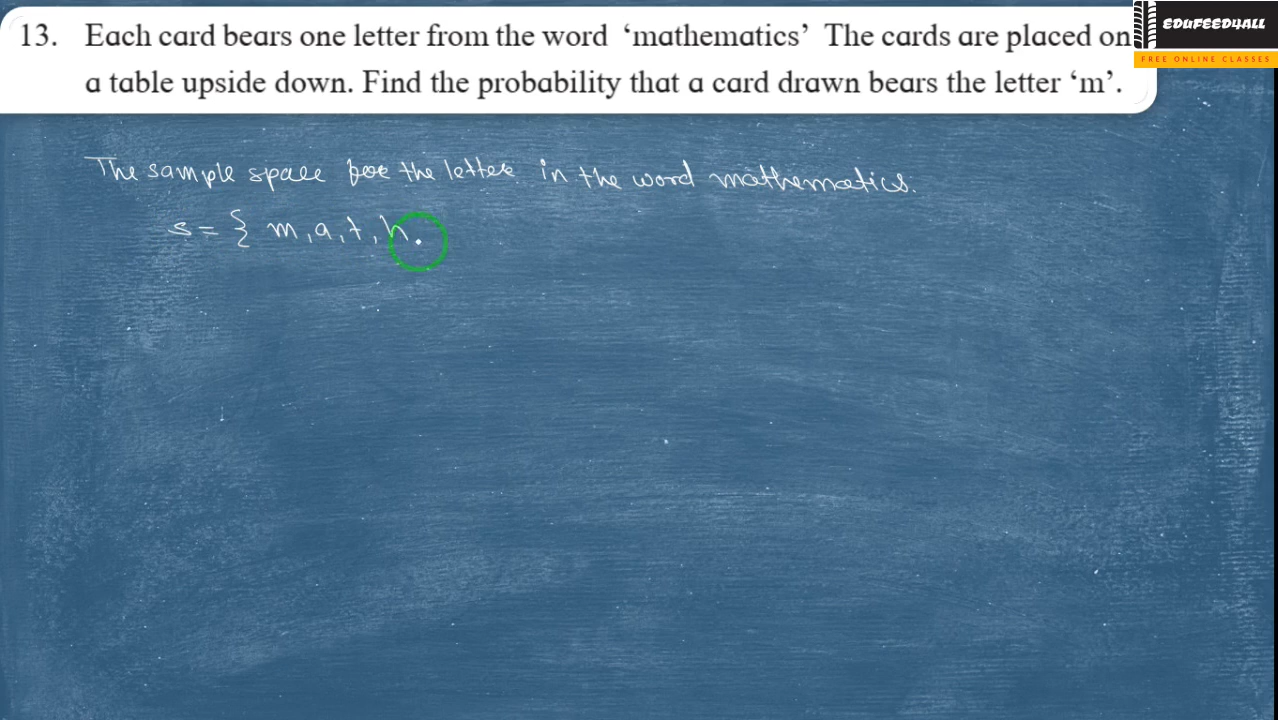 13. Each card bears one letter from the word ‘mathematics’ The cards are placed on
a table upside down. Find the probability that a card drawn bears the letter ‘m’.
EDUFEED4ALL
FREE ONLINE CLASSES
The sample space for the letter in the word mathematics.
s = { m, a, t, h